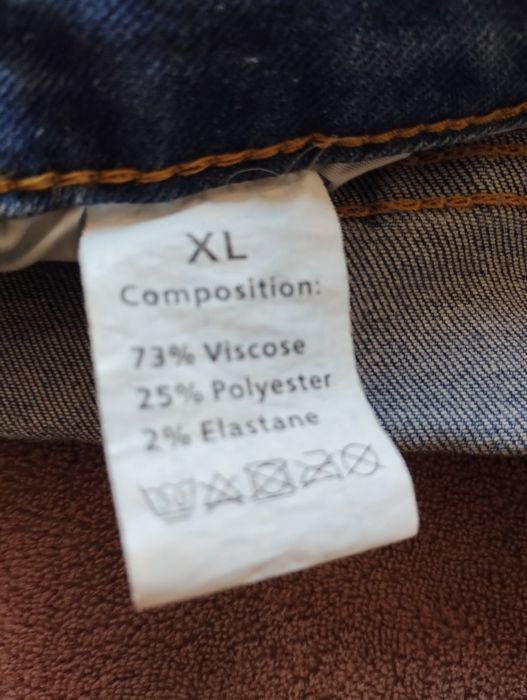 XL
Composition:
73% Viscose
25% Polyester
2% Elastane